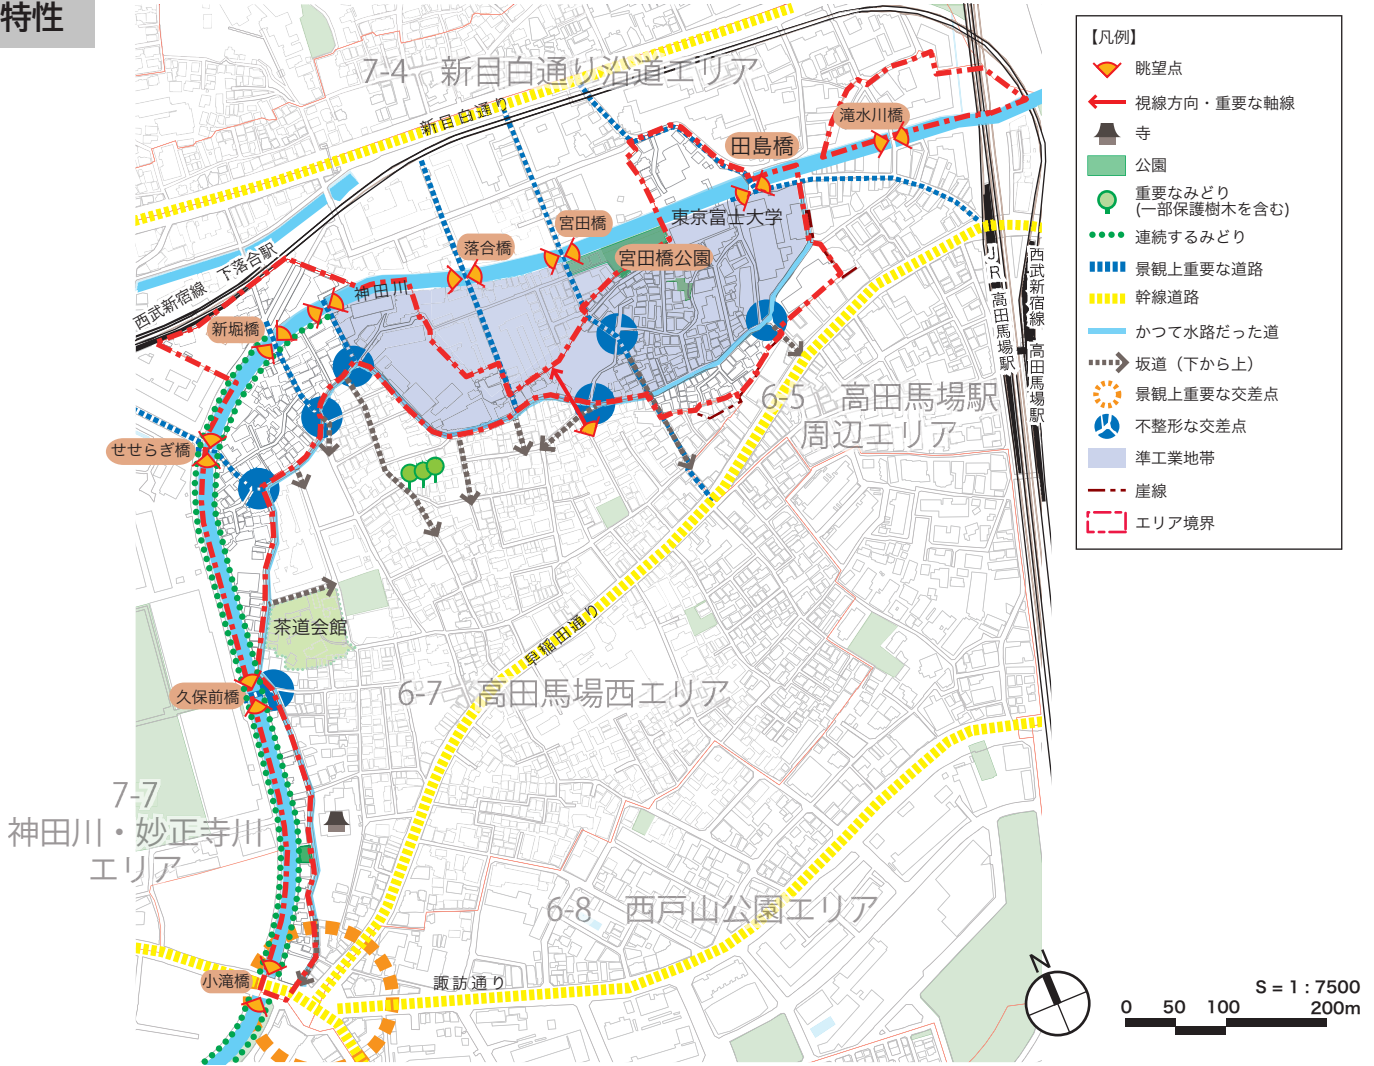 特性
7-4 新目白通り沿道エリア
新目白通り
滝水川橋
田島橋
東京富士大学
宮田橋
宮田橋公園
落合橋
神田川
下落合駅
西武新宿線
新堀橋
せせらぎ橋
JR高田馬場駅
西武新宿線 高田馬場駅
6-5 高田馬場駅
周辺エリア
茶道会館
早稲田通り
久保前橋
6-7 高田馬場西エリア
7-7
神田川・妙正寺川
エリア
6-8 西戸山公園エリア
小滝橋
諏訪通り
【凡例】
眺望点
視線方向・重要な軸線
寺
公園
重要なみどり
(一部保護樹木を含む)
連続するみどり
景観上重要な道路
幹線道路
かつて水路だった道
坂道（下から上）
景観上重要な交差点
不整形な交差点
準工業地帯
崖線
エリア境界
N
S = 1 : 7500
0 50 100 200m